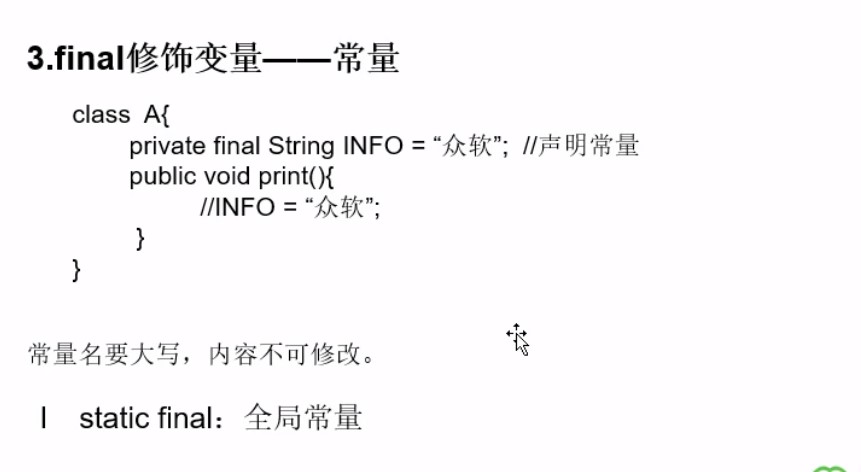 3.final修饰变量——常量
class A{
private final String INFO = “众软”; //声明常量
public void print(){
//INFO = “众软”;
}
}
常量名要大写，内容不可修改。
l static final：全局常量